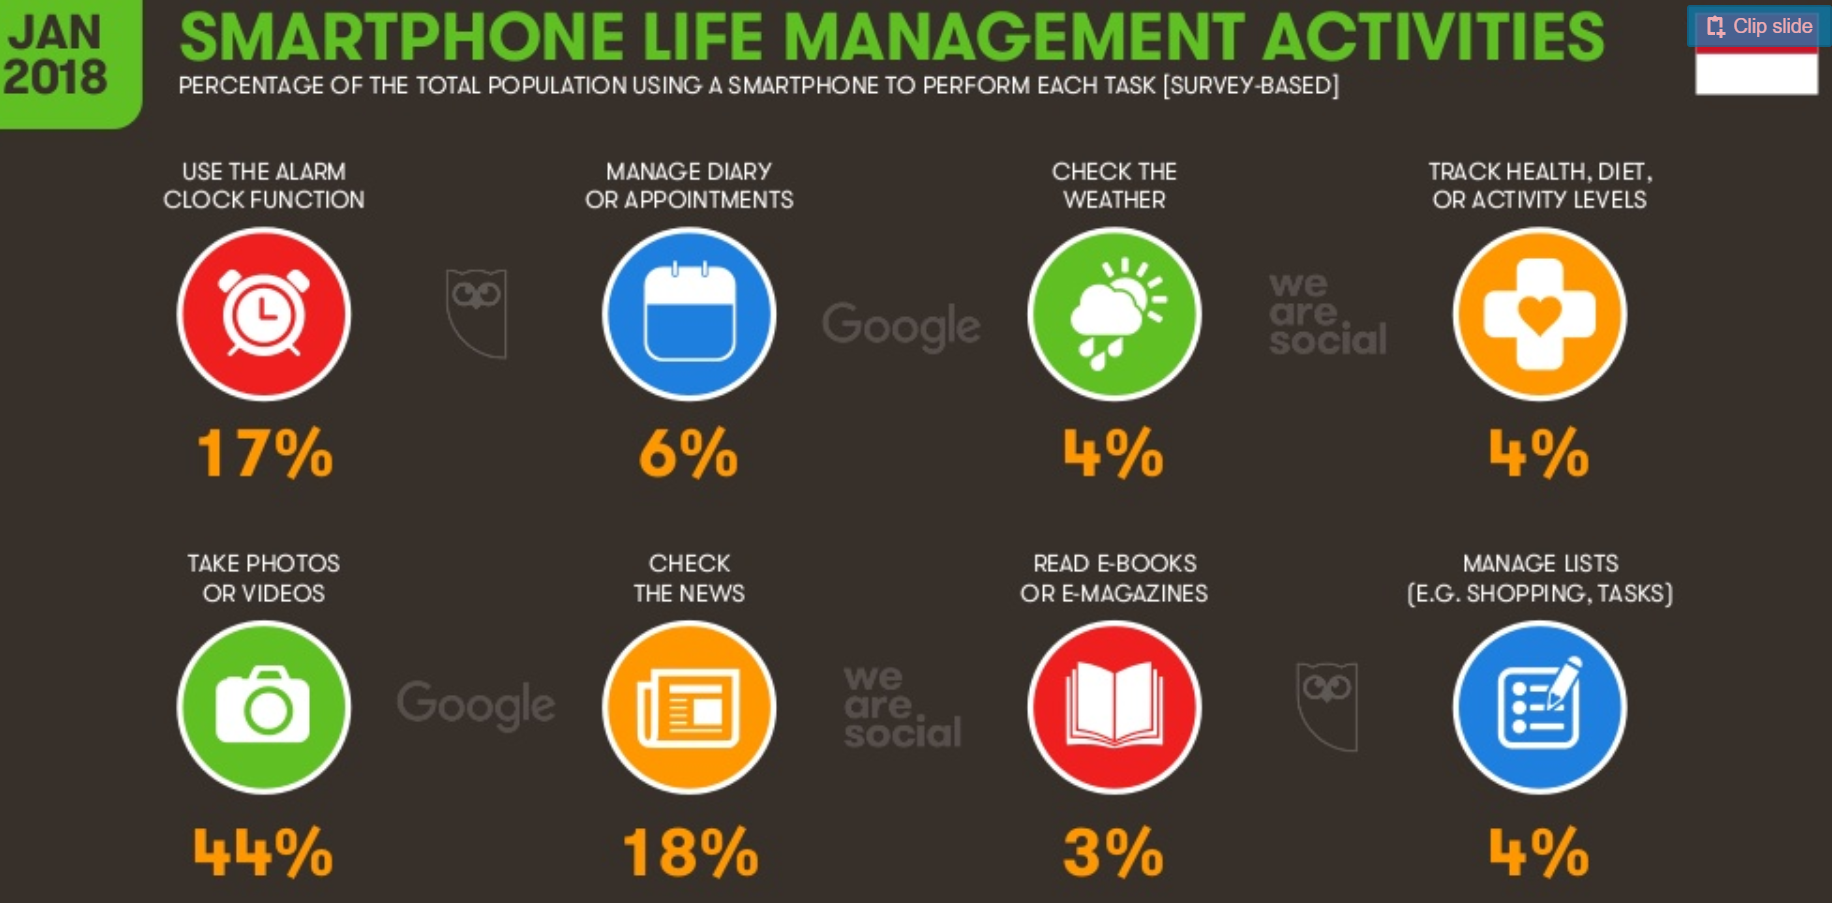 JAN
2018
SMARTPHONE LIFE MANAGEMENT ACTIVITIES
PERCENTAGE OF THE TOTAL POPULATION USING A SMARTPHONE TO PERFORM EACH TASK [SURVEY-BASED]
Clip slide
USE THE ALARM
CLOCK FUNCTION
MANAGE DIARY
OR APPOINTMENTS
CHECK THE
WEATHER
TRACK HEALTH, DIET,
OR ACTIVITY LEVELS
Google
we
are
social
17%
6%
4%
4%
TAKE PHOTOS
OR VIDEOS
CHECK
THE NEWS
READ E-BOOKS
OR E-MAGAZINES
MANAGE LISTS
(E.G. SHOPPING, TASKS)
Google
we
are
social
44%
18%
3%
4%